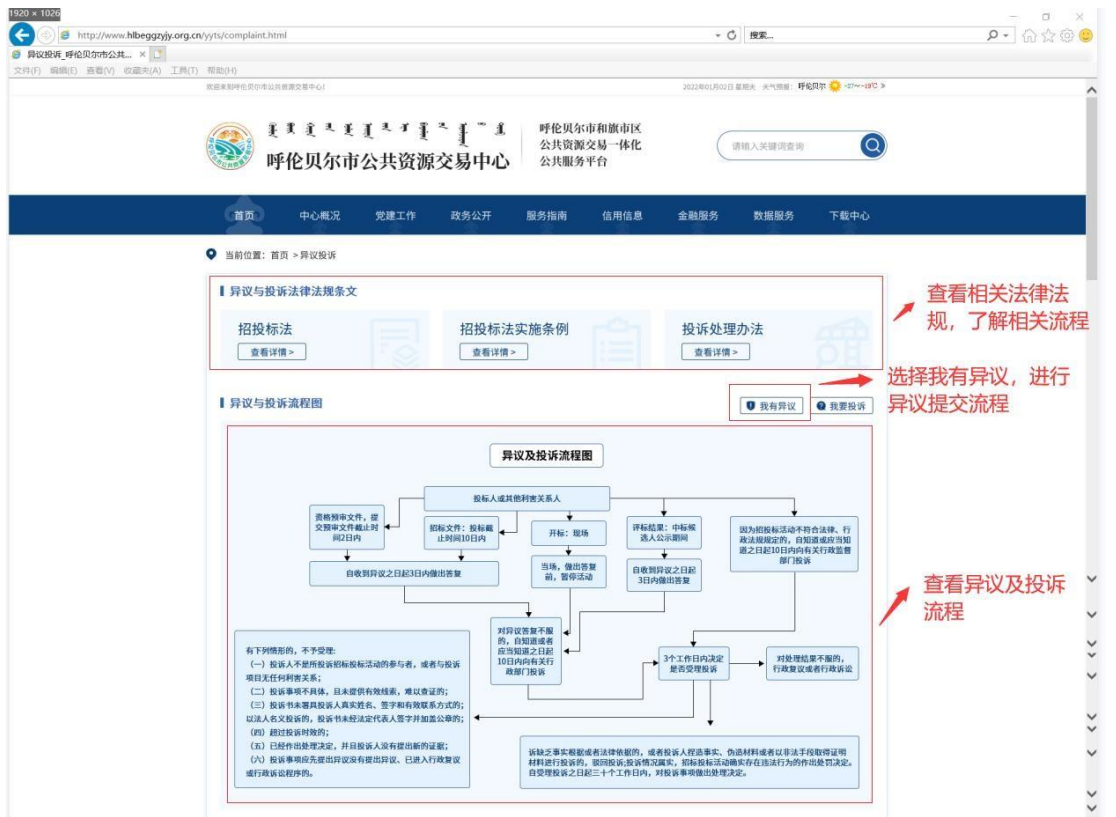 1920 × 1026
http://www.hlbeggzyjy.org.cn/yyts/complaint.html
搜索...
异议投诉_呼伦贝尔市公共...
文件(F) 编辑(E) 查看(V) 收藏夹(A) 工具(T) 帮助(H)
欢迎来到呼伦贝尔市公共资源交易中心!
2022年01月02日 星期天 天气预报: 呼伦贝尔
呼伦贝尔市公共资源交易中心
呼伦贝尔市和旗市区
公共资源交易一体化
公共服务平台
请输入关键词查询
首页 中心概况 党建工作 政务公开 服务指南 信用信息 金融服务 数据服务 下载中心
当前位置: 首页 > 异议投诉
异议与投诉法律法规条文
招投标法
查看详情 >
招投标法实施条例
查看详情 >
投诉处理办法
查看详情 >
查看相关法律法
规，了解相关流程
选择我有异议，进行
异议提交流程
异议与投诉流程图
我有异议
我要投诉
异议及投诉流程图
投标人或其他利害关系人
资格预审文件，提
交预审文件截止时
间2日内
招标文件：投标截
止时间10日内
开标：现场
评标结果：中标候
选人公示期间
因为招投标活动不符合法律、行
政法规规定的，自知道或应当知
道之日起10日内向有关行政监督
部门投诉
自收到异议之日起3日内做出答复
当场，做出答复
前，暂停活动
自收到异议之日起
3日内做出答复
查看异议及投诉
流程
对异议答复不服
的，自知道或者
应当知道之日起
10日内向有关行
政部门投诉
3个工作日内决定
是否受理投诉
对处理结果不服的，
行政复议或者行政诉讼
有下列情形的，不予受理:
（一）投诉人不是所投诉招标投标活动的参与者，或者与投诉
项目无任何利害关系；
（二）投诉事项不具体，且未提供有效线索，难以查证的；
（三）投诉书未署具投诉人真实姓名、签字和有效联系方式的；
以法人名义投诉的，投诉书未经法定代表人签字并加盖公章的；
（四）超过投诉时效的；
（五）已经作出处理决定，并且投诉人没有提出新的证据；
（六）投诉事项应先提出异议没有提出异议、已进入行政复议
或行政诉讼程序的。
诉缺乏事实根据或者法律依据的，或者投诉人捏造事实、伪造材料或者以非法手段取得证明
材料进行投诉的，驳回投诉;投诉情况属实，招标投标活动确实存在违法行为的作出处罚决定。
自受理投诉之日起三十个工作日内，对投诉事项做出处理决定。